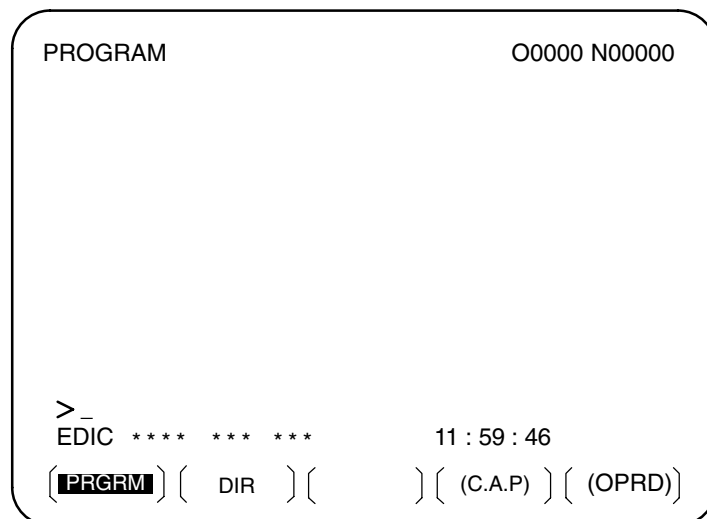 PROGRAM O0000 N00000
>_
EDIC **** *** *** 11 : 59 : 46
[ PRGRM ] [ DIR ] [ ] [ (C.A.P) ] [ (OPRD) ]